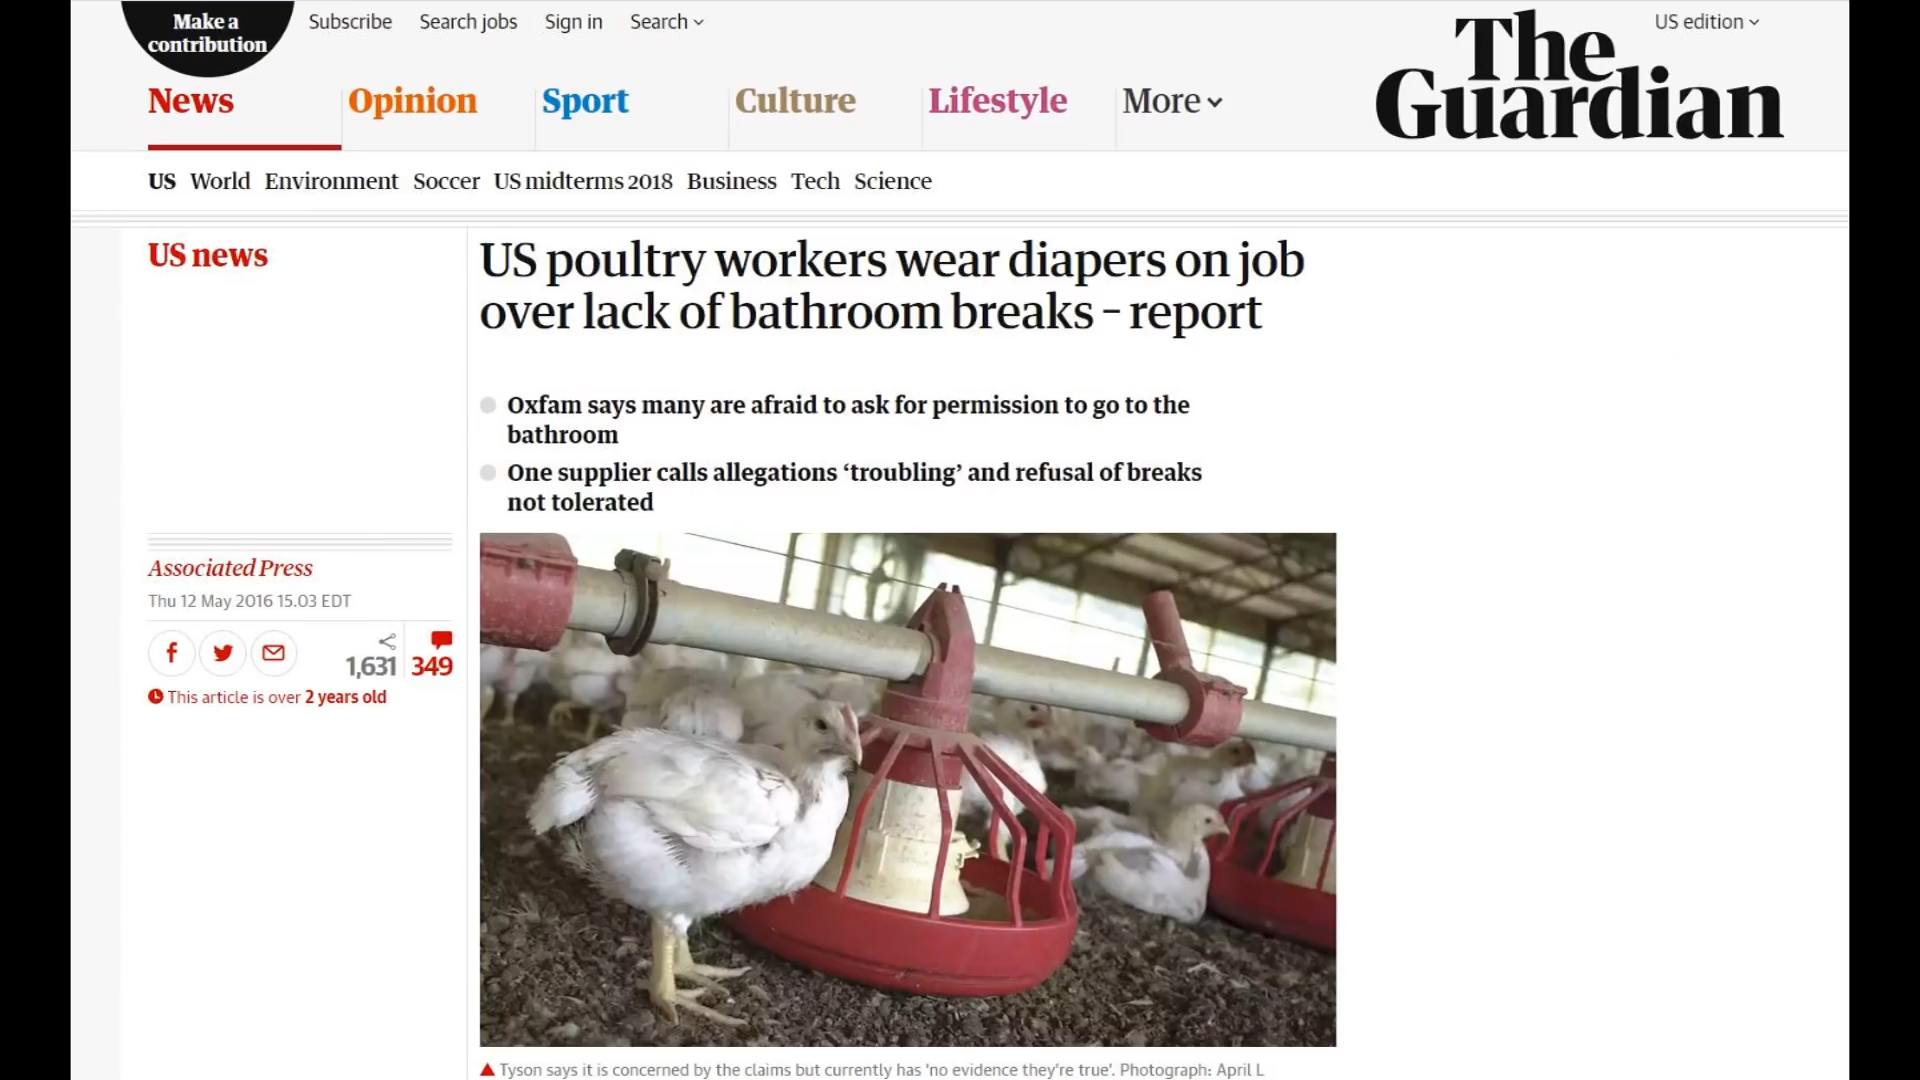 Make a
contribution
Subscribe
Search jobs
Sign in
Search
US edition
The
Guardian
News
Opinion
Sport
Culture
Lifestyle
More
US World Environment Soccer US midterms 2018 Business Tech Science
US news
US poultry workers wear diapers on job
over lack of bathroom breaks – report
Oxfam says many are afraid to ask for permission to go to the
bathroom
One supplier calls allegations ‘troubling’ and refusal of breaks
not tolerated
Associated Press
Thu 12 May 2016 15.03 EDT
1,631
349
This article is over 2 years old
Tyson says it is concerned by the claims but currently has 'no evidence they're true'. Photograph: April L